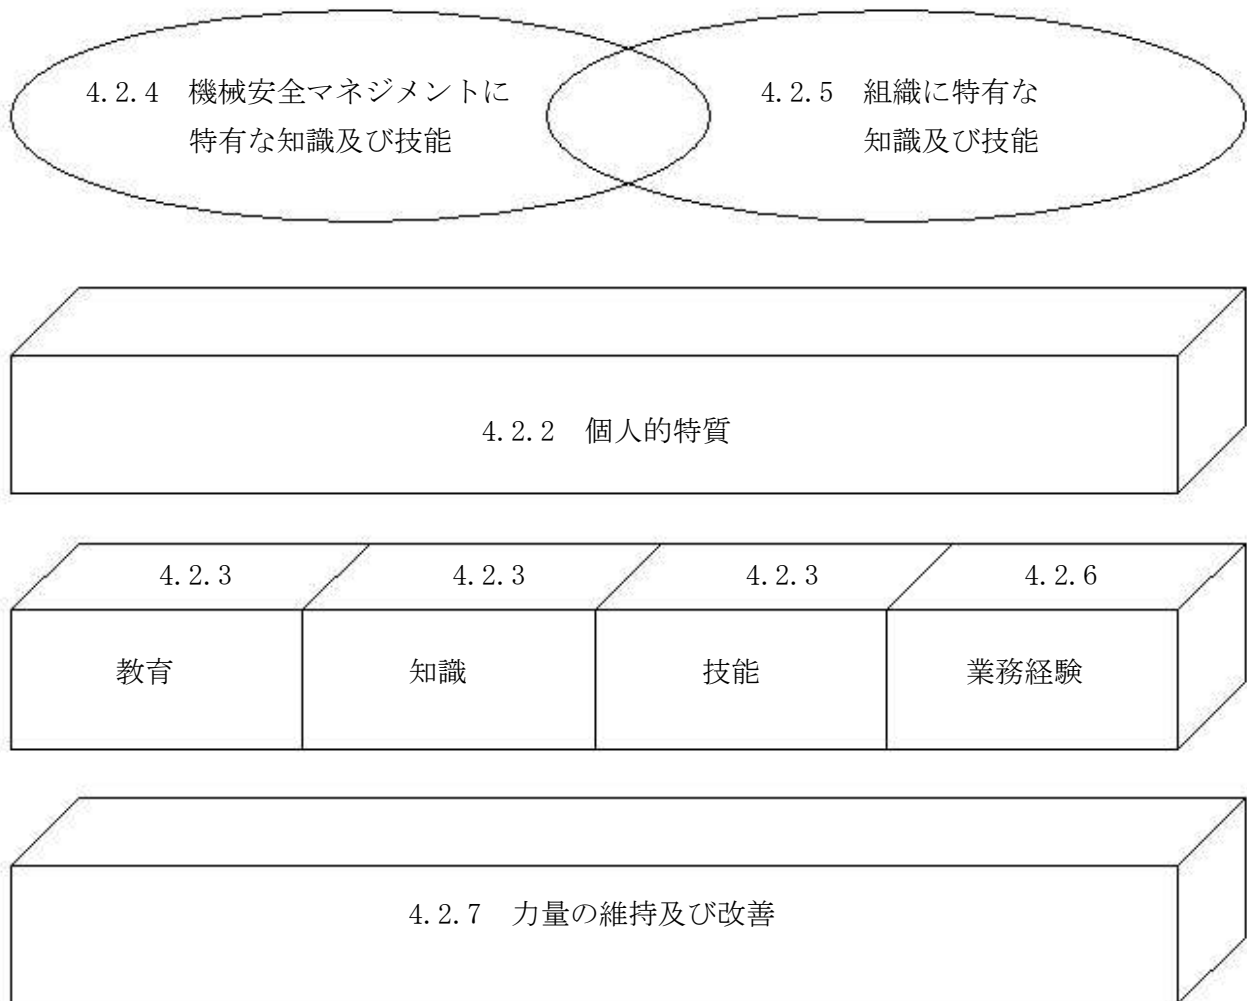 4.2.4 機械安全マネジメントに
特有な知識及び技能
4.2.5 組織に特有な
知識及び技能
4.2.2 個人的特質
4.2.3 4.2.3 4.2.3 4.2.6
教育 知識 技能 業務経験
4.2.7 力量の維持及び改善